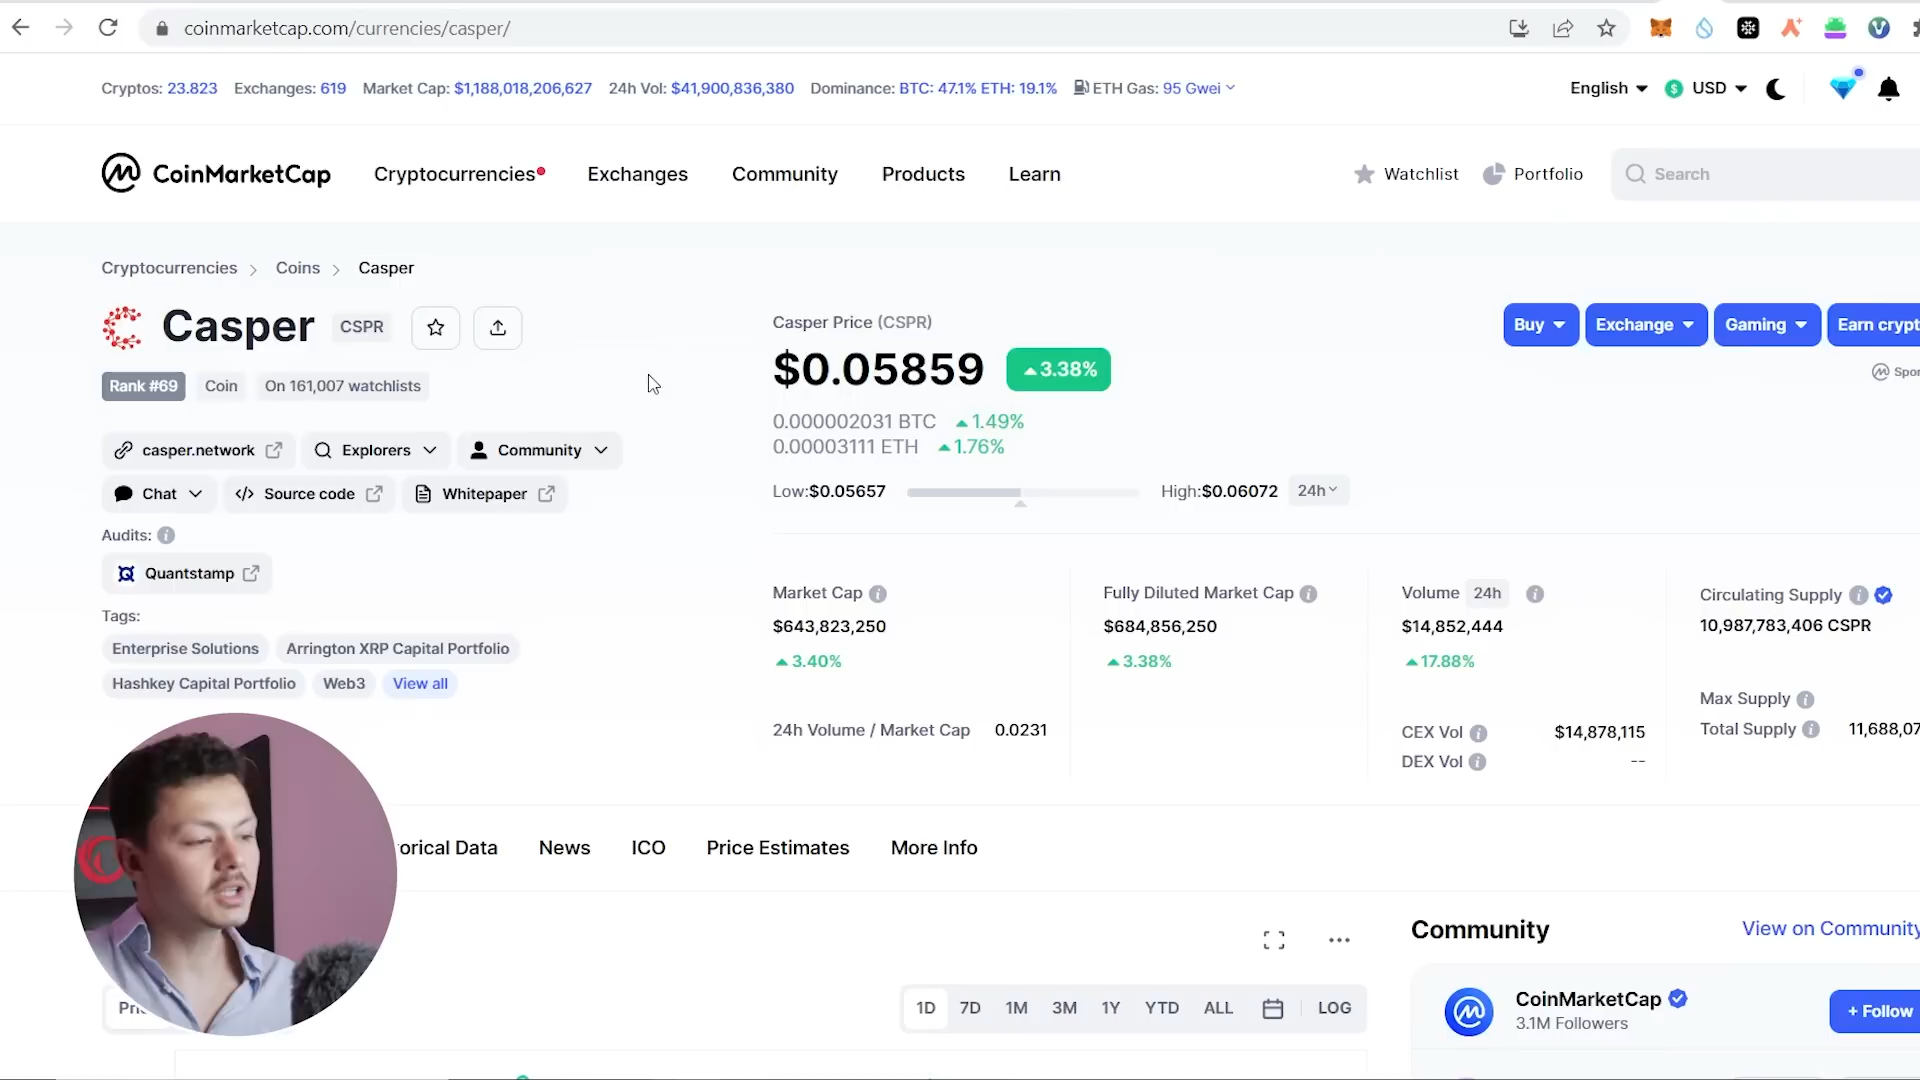 coinmarketcap.com/currencies/casper/
Cryptos: 23.823 Exchanges: 619 Market Cap: $1,188,018,206,627 24h Vol: $41,900,836,380 Dominance: BTC: 47.1% ETH: 19.1% ETH Gas: 95 Gwei English USD
CoinMarketCap Cryptocurrencies Exchanges Community Products Learn Watchlist Portfolio Search
Cryptocurrencies Coins Casper
Casper CSPR
Rank #69 Coin On 161,007 watchlists
casper.network Explorers Community
Chat Source code Whitepaper
Audits:
Quantstamp
Tags:
Enterprise Solutions Arrington XRP Capital Portfolio
Hashkey Capital Portfolio Web3 View all
Casper Price (CSPR)
$0.05859 3.38%
0.000002031 BTC 1.49%
0.00003111 ETH 1.76%
Low:$0.05657 High:$0.06072 24h
Buy Exchange Gaming Earn crypt
Spor
Market Cap
$643,823,250
3.40%
24h Volume / Market Cap 0.0231
Fully Diluted Market Cap
$684,856,250
3.38%
Volume 24h
$14,852,444
17.88%
CEX Vol $14,878,115
DEX Vol --
Circulating Supply
10,987,783,406 CSPR
Max Supply
Total Supply 11,688,07
orical Data News ICO Price Estimates More Info
1D 7D 1M 3M 1Y YTD ALL LOG
Community View on Community
CoinMarketCap
3.1M Followers
+ Follow